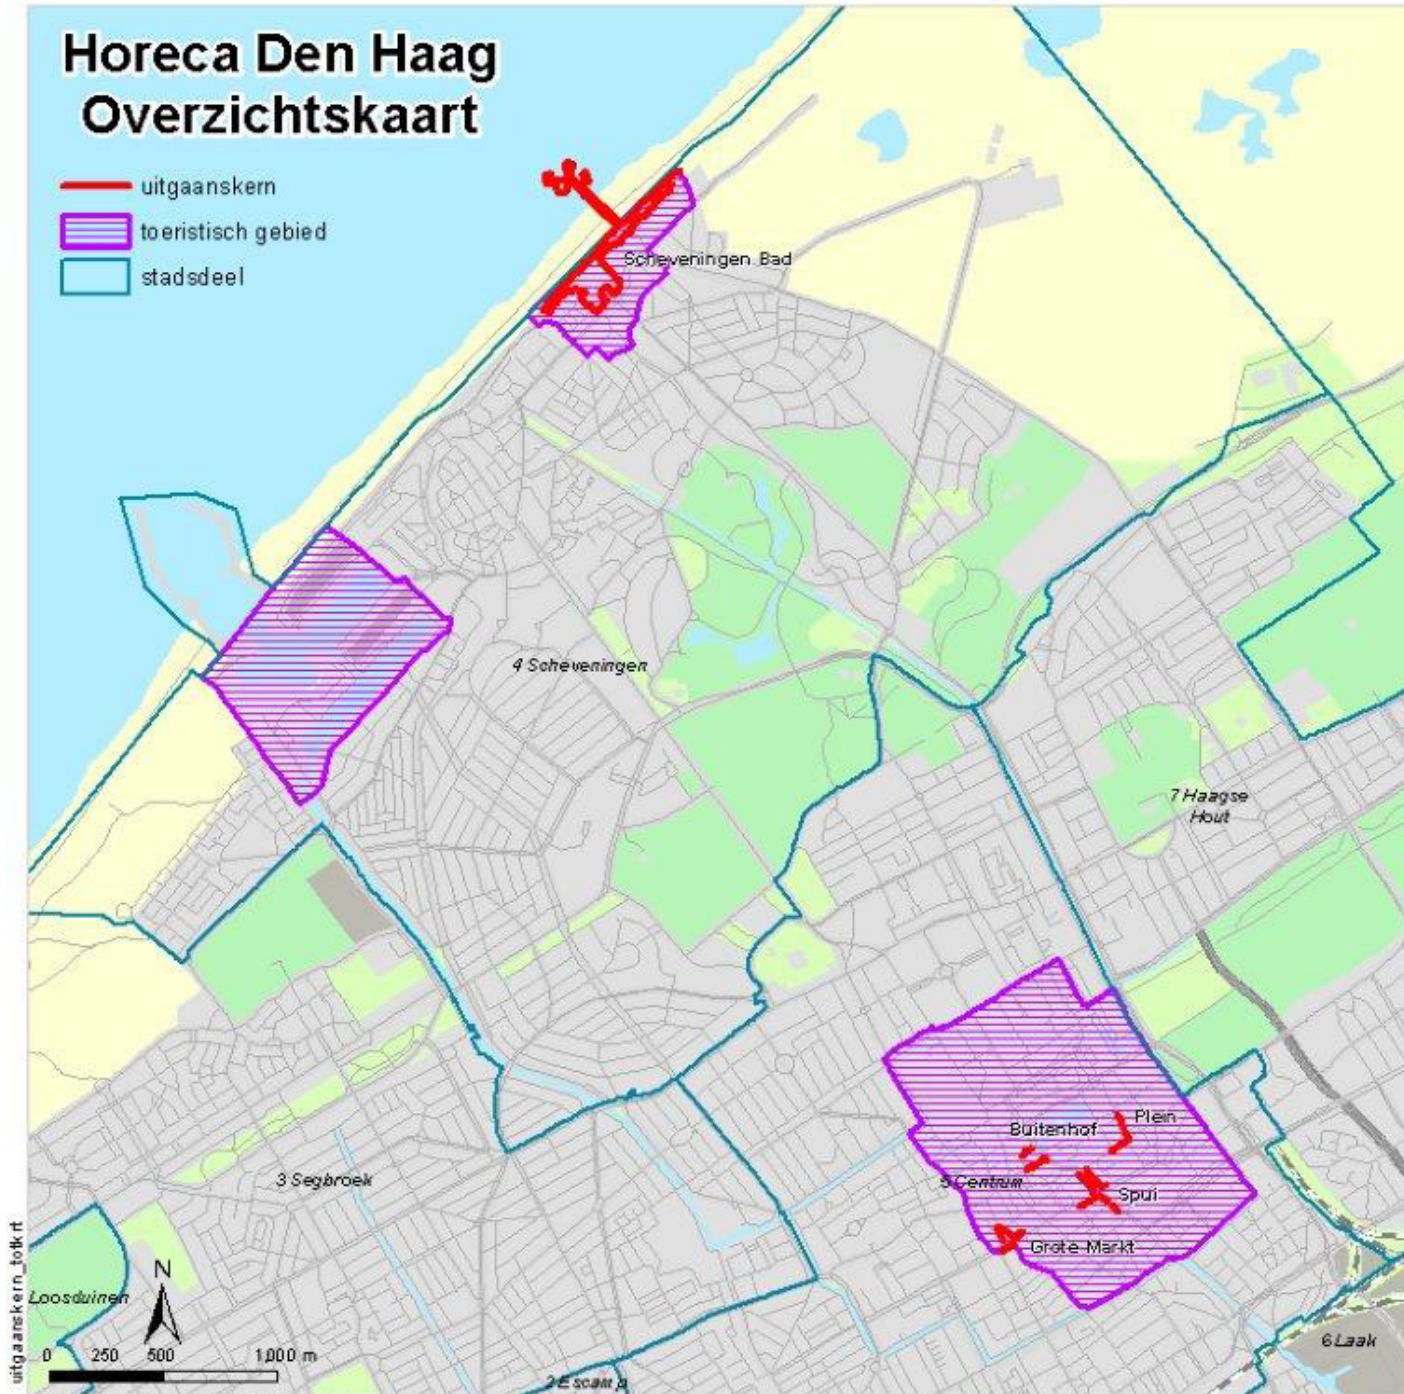 Horeca Den Haag
Overzichtskaart
uitgaanskern
toeristisch gebied
stadsdeel
Scheveningen Bad
4 Scheveningen
7 Haagse
Hout
Plein
Buitenhof
5 Centrum
Spui
Grote Markt
3 Segbroek
Loosduinen
N
0 250 500 1,000 m
2 Escamp
6 Laak
uitgaanskern_totkrt